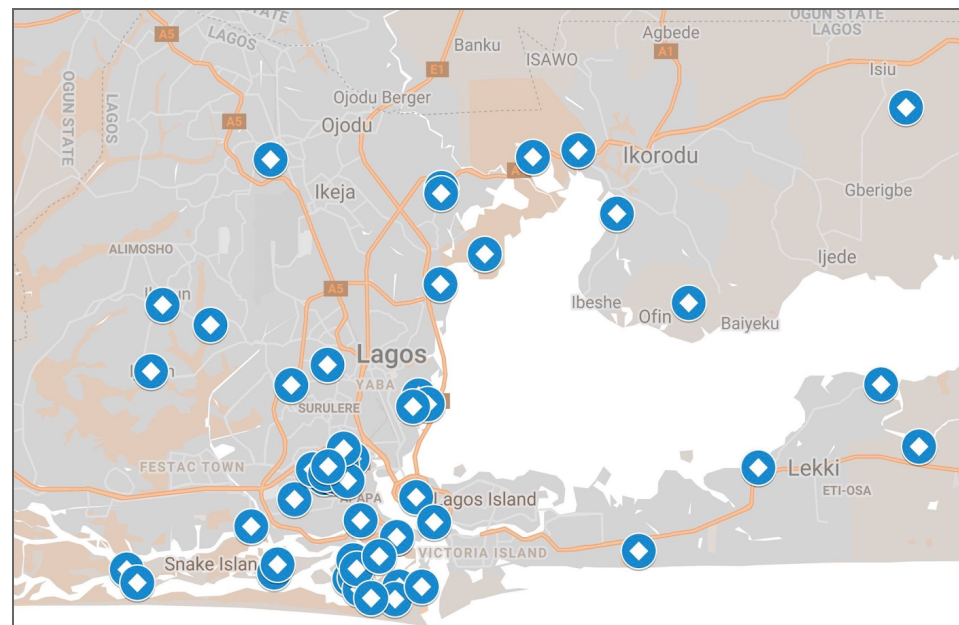 OGUN STATE
LAGOS
A5
LAGOS
Agbede
Banku
A1
ISAWO
E1
Isiu
OGUN STATE
LAGOS
Ojodu Berger
A5
Ojodu
Ikorodu
Ikeja
Gberigbe
ALIMOSHO
Ijede
A5
Ibeshe
Ofin
Baiyeku
Lagos
YABA
SURULERE
FESTAC TOWN
Lekki
ETI-OSA
APAPA
Lagos Island
VICTORIA ISLAND
Snake Islan